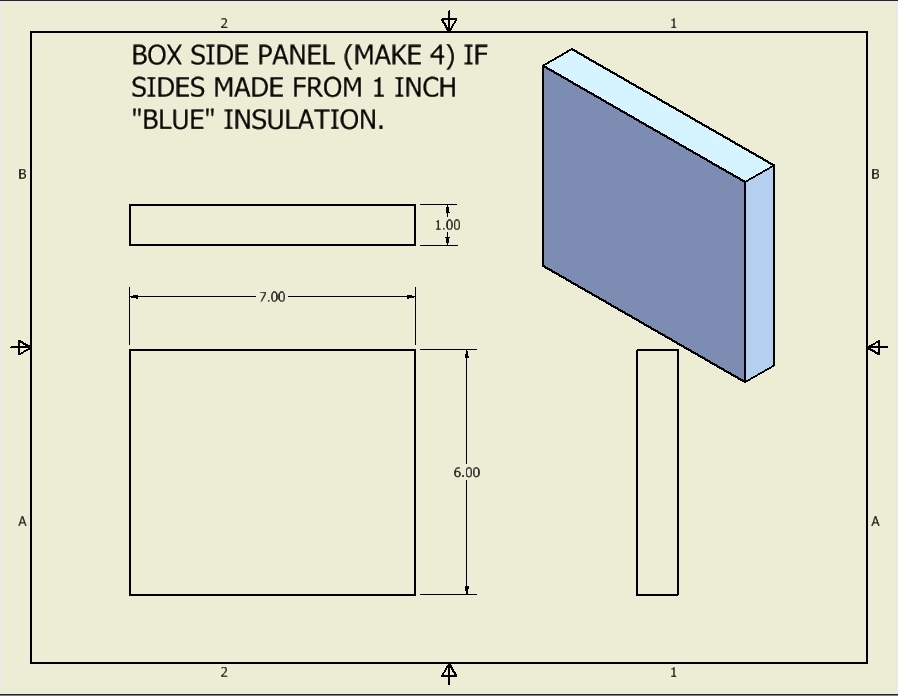 2 1
BOX SIDE PANEL (MAKE 4) IF
SIDES MADE FROM 1 INCH
"BLUE" INSULATION.
B B
1.00
7.00
6.00
A A
2 1